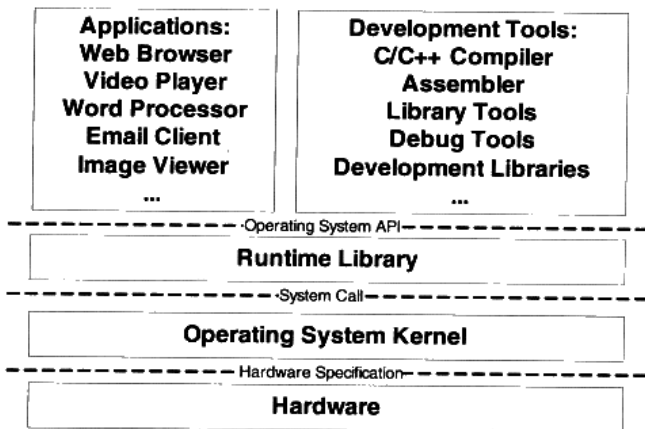 Applications:
Web Browser
Video Player
Word Processor
Email Client
Image Viewer
...
Development Tools:
C/C++ Compiler
Assembler
Library Tools
Debug Tools
Development Libraries
...
Operating System API
Runtime Library
System Call
Operating System Kernel
Hardware Specification
Hardware